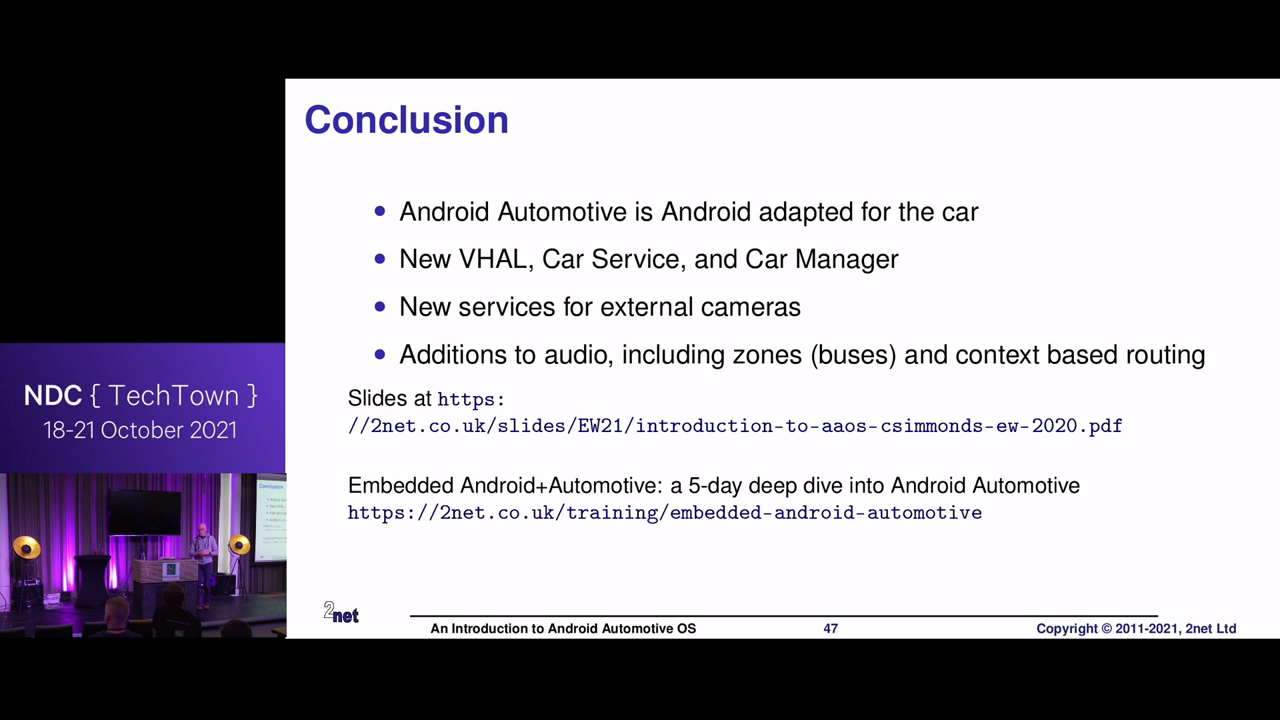 Conclusion
• Android Automotive is Android adapted for the car
• New VHAL, Car Service, and Car Manager
• New services for external cameras
• Additions to audio, including zones (buses) and context based routing
Slides at https:
//2net.co.uk/slides/EW21/introduction-to-aaos-csimmonds-ew-2020.pdf
Embedded Android+Automotive: a 5-day deep dive into Android Automotive
https://2net.co.uk/training/embedded-android-automotive
2net
An Introduction to Android Automotive OS 47 Copyright © 2011-2021, 2net Ltd
NDC { TechTown }
18-21 October 2021
Conclusion